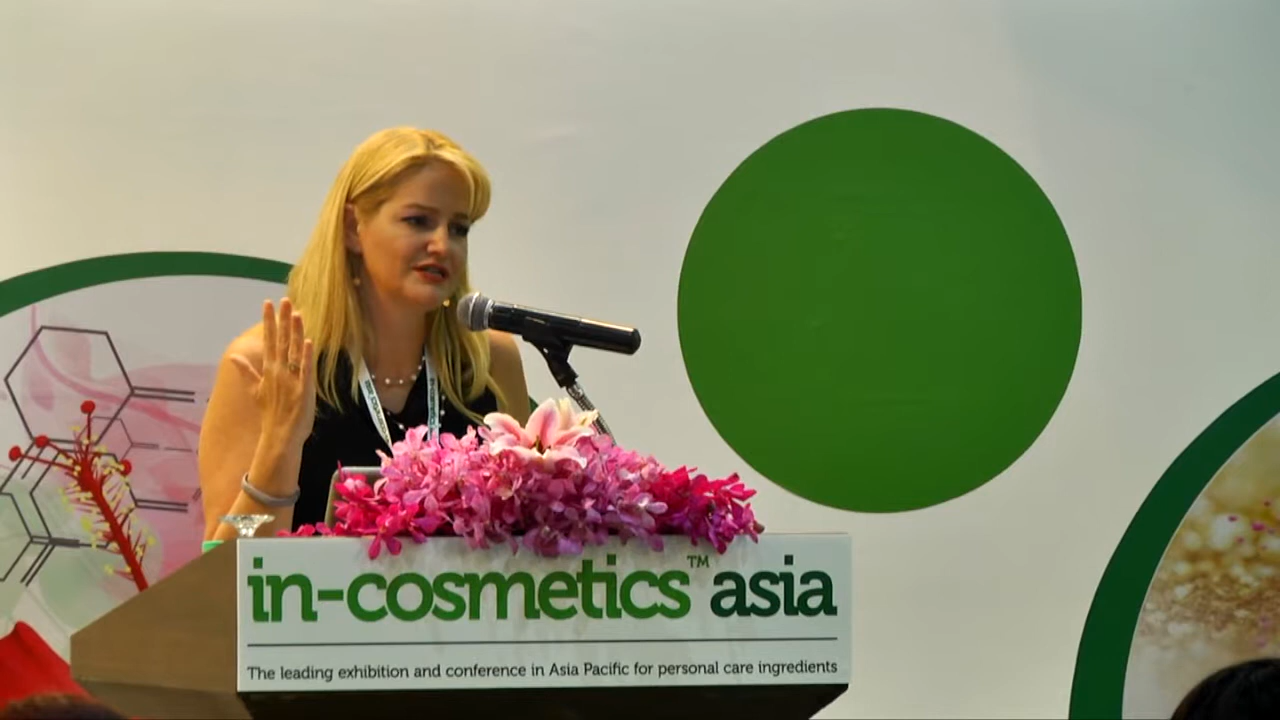 in-cosmetics™ asia
The leading exhibition and conference in Asia Pacific for personal care ingredients